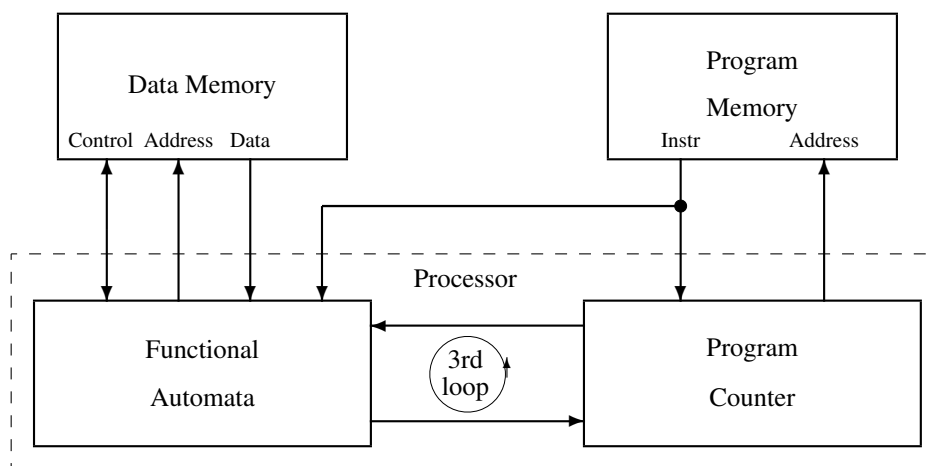 Data Memory
Control Address Data
Program
Memory
Instr Address
Processor
Functional
Automata
3rd
loop
Program
Counter